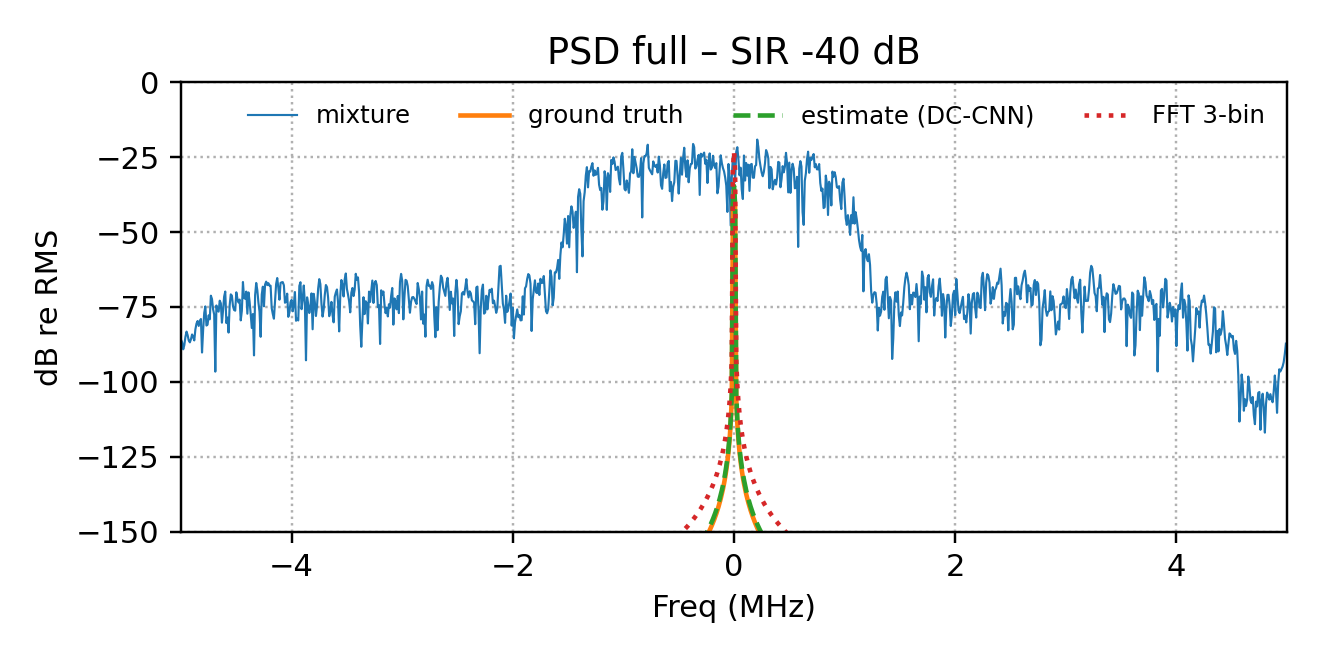 PSD full – SIR -40 dB
mixture
ground truth
estimate (DC-CNN)
FFT 3-bin
0
−25
−50
−75
−100
−125
−150
dB re RMS
−4
−2
0
2
4
Freq (MHz)